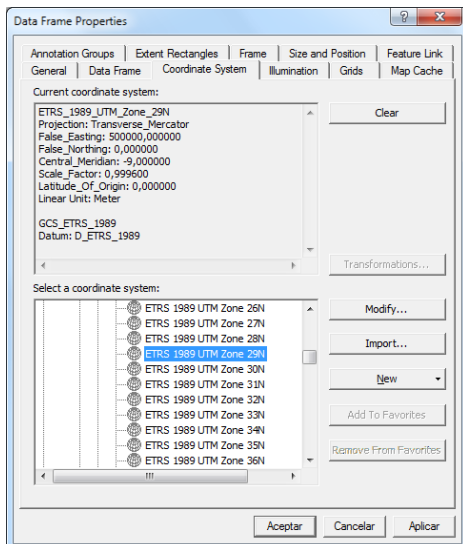 Data Frame Properties
Annotation Groups Extent Rectangles Frame Size and Position Feature Link
General Data Frame Coordinate System Illumination Grids Map Cache
Current coordinate system:
ETRS_1989_UTM_Zone_29N
Projection: Transverse_Mercator
False_Easting: 500000,000000
False_Northing: 0,000000
Central_Meridian: -9,000000
Scale_Factor: 0,999600
Latitude_Of_Origin: 0,000000
Linear Unit: Meter
GCS_ETRS_1989
Datum: D_ETRS_1989
Clear
Transformations...
Select a coordinate system:
ETRS 1989 UTM Zone 26N
ETRS 1989 UTM Zone 27N
ETRS 1989 UTM Zone 28N
ETRS 1989 UTM Zone 29N
ETRS 1989 UTM Zone 30N
ETRS 1989 UTM Zone 31N
ETRS 1989 UTM Zone 32N
ETRS 1989 UTM Zone 33N
ETRS 1989 UTM Zone 34N
ETRS 1989 UTM Zone 35N
ETRS 1989 UTM Zone 36N
Modify...
Import...
New
Add To Favorites
Remove From Favorites
Aceptar Cancelar Aplicar